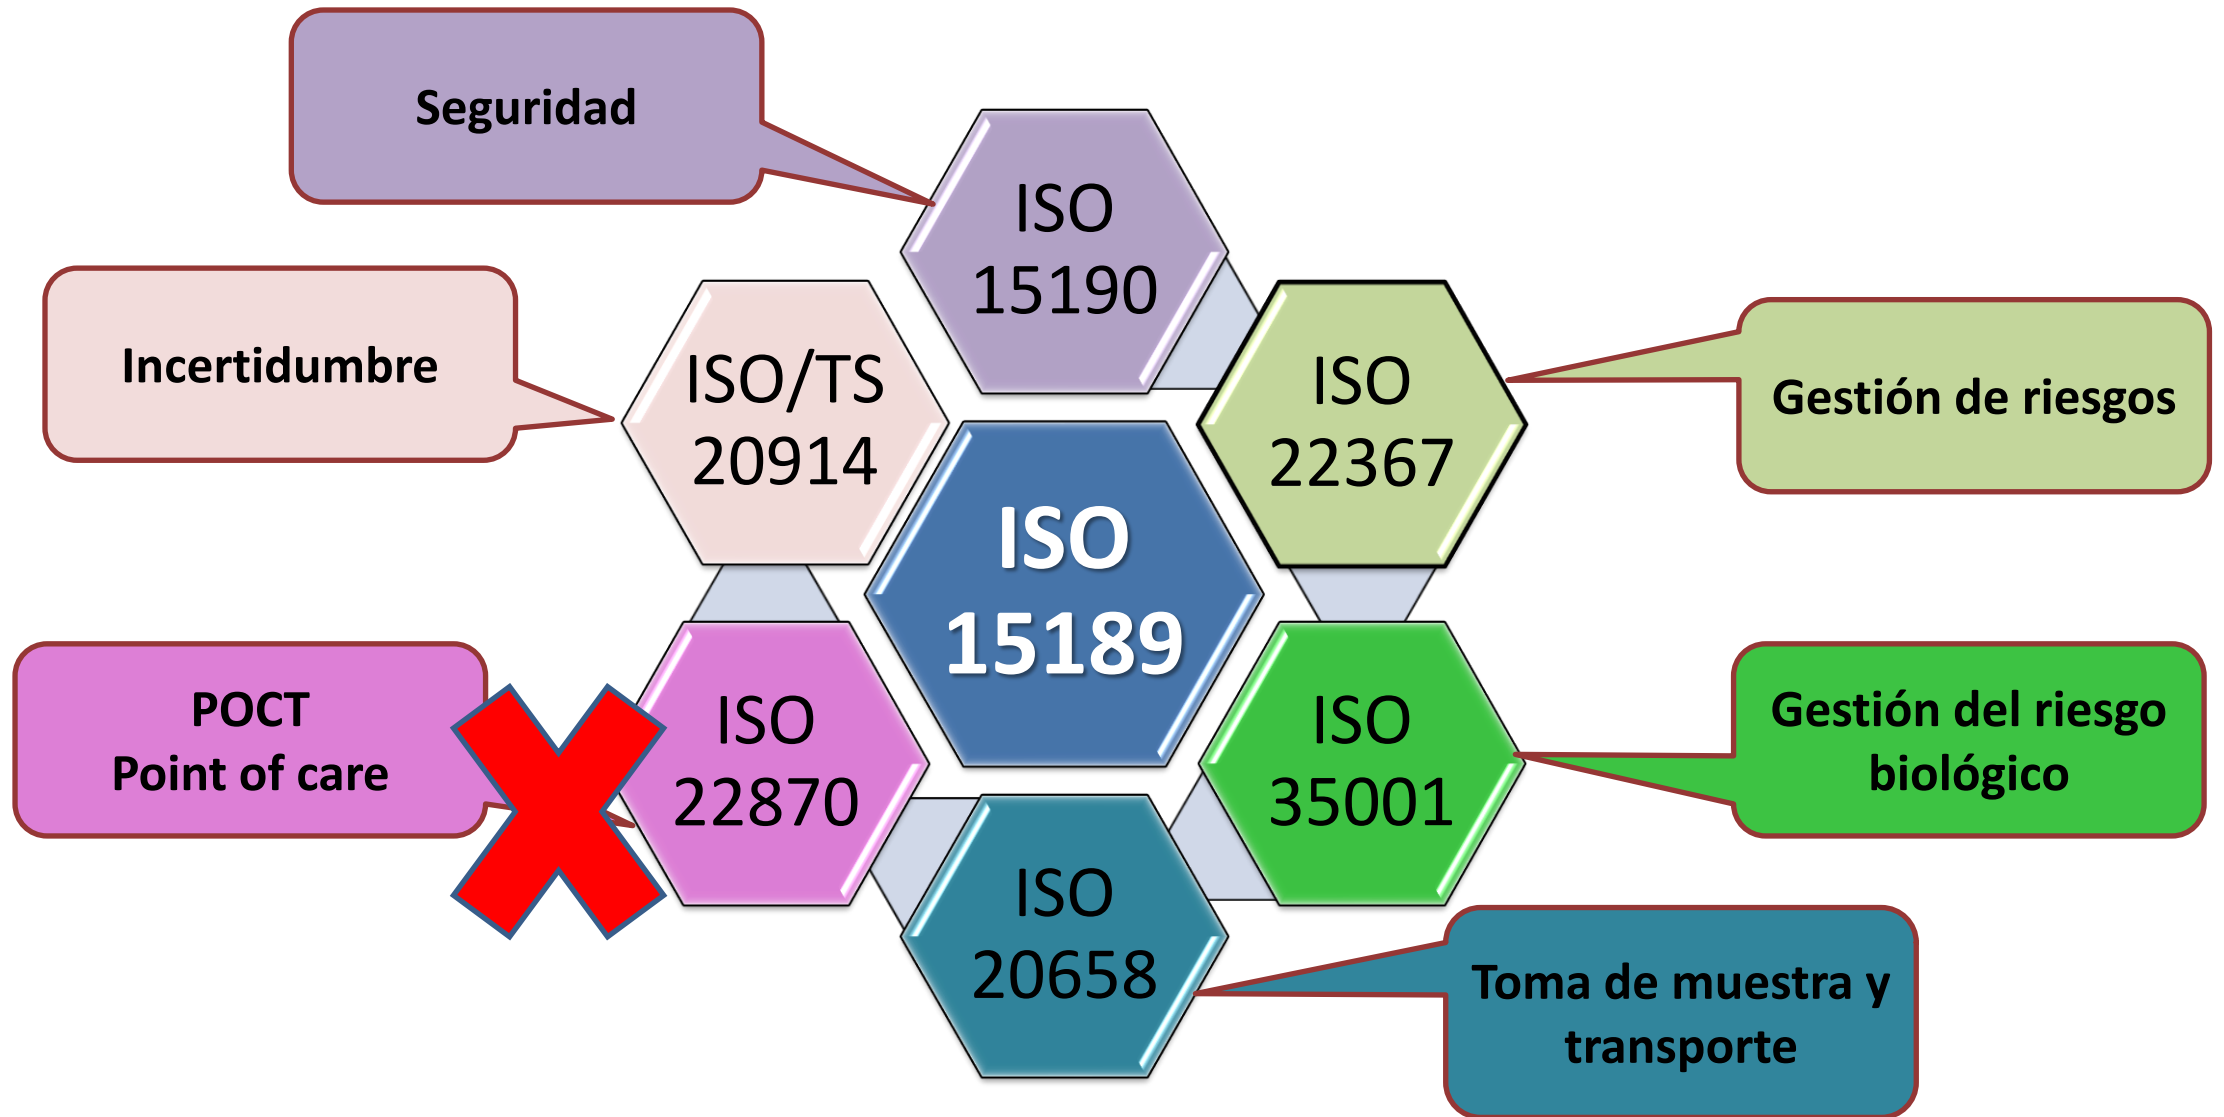 Seguridad
ISO
15190
Incertidumbre
ISO/TS
20914
ISO
22367
Gestión de riesgos
ISO
15189
POCT
Point of care
ISO
22870
ISO
35001
Gestión del riesgo
biológico
ISO
20658
Toma de muestra y
transporte